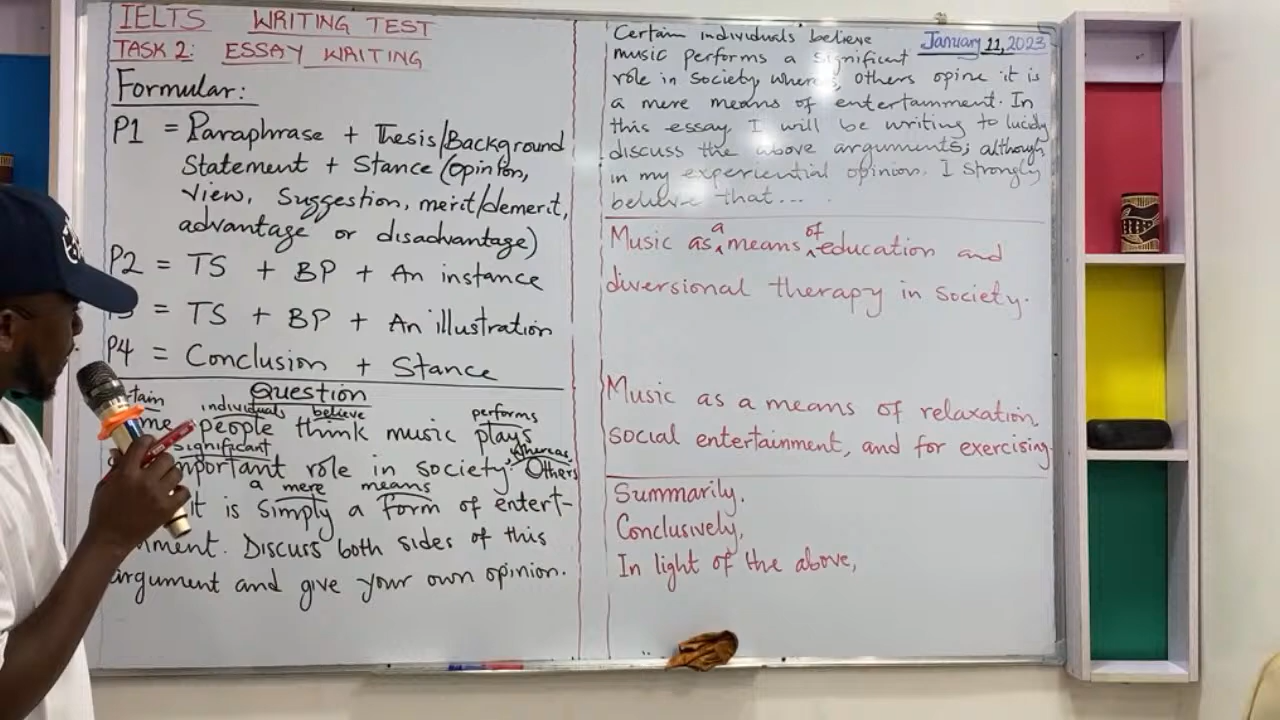 IELTS WRITING TEST
TASK 2: ESSAY WRITING
Formular:
P1 = Paraphrase + Thesis/Background
Statement + Stance (opinion,
view, Suggestion, merit/demerit,
advantage or disadvantage)
P2 = TS + BP + An instance
= TS + BP + An illustration
P4 = Conclusion + Stance
Question
individuals believe performs
people think music plays
significant whereas,
role in society. Others
a mere means
it is simply a form of entert-
Discuss both sides of this
argument and give your own opinion.
January 11, 2023
Certain individuals believe
music performs a significant
role in society whereas, others opine it is
a mere means of entertainment. In
this essay, I will be writing to lucidly
discuss the above arguments; although
in my experiential opinion, I strongly
believe that...
a of
Music as ‸ means ‸ education and
diversional therapy in society.
Music as a means of relaxation,
social entertainment, and for exercising.
Summarily,
Conclusively,
In light of the above,